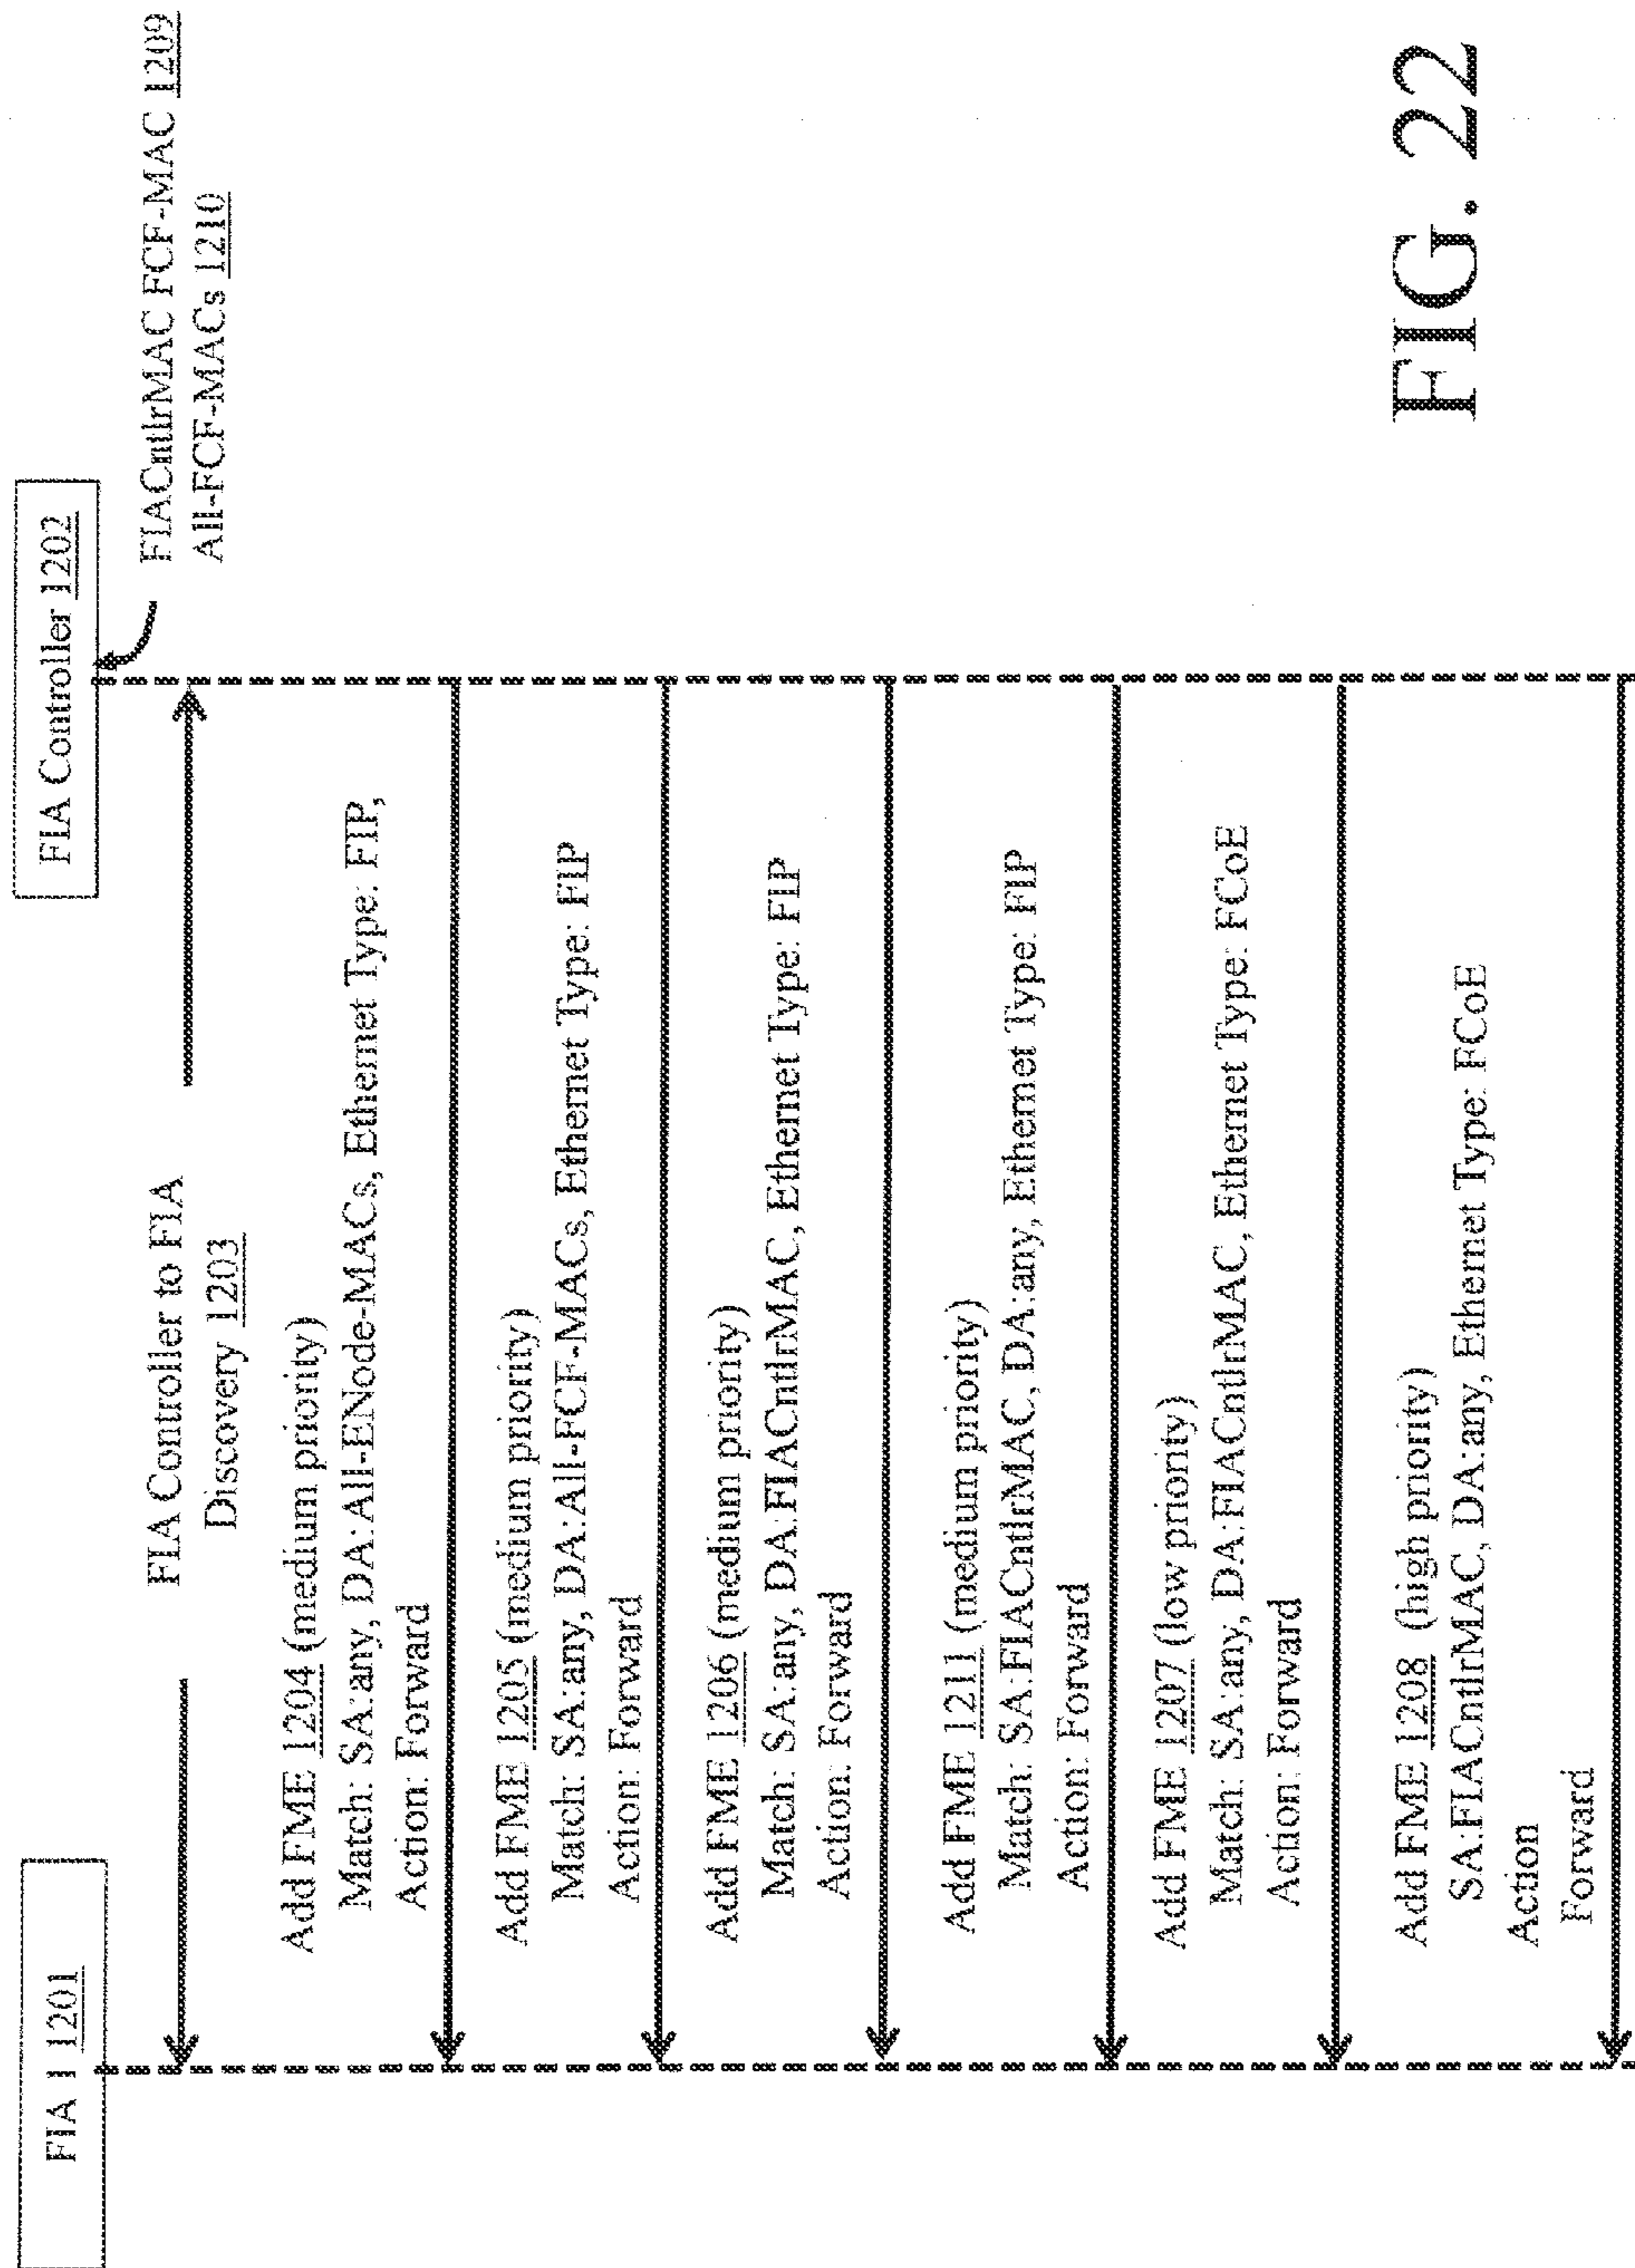 FIA 1 1201
FIA Controller 1202
FIACntlrMAC FCF-MAC 1209
All-FCF-MACs 1210
FIA Controller to FIA
Discovery 1203
Add FME 1204 (medium priority)
Match: SA:any, DA:All-ENode-MACs, Ethernet Type: FIP,
Action: Forward
Add FME 1205 (medium priority)
Match: SA:any, DA:All-FCF-MACs, Ethernet Type: FIP
Action: Forward
Add FME 1206 (medium priority)
Match: SA:any, DA:FIACntlrMAC, Ethernet Type: FIP
Action: Forward
Add FME 1211 (medium priority)
Match: SA:FIACntlrMAC, DA:any, Ethernet Type: FIP
Action: Forward
Add FME 1207 (low priority)
Match: SA:any, DA:FIACntlrMAC, Ethernet Type: FCoE
Action: Forward
Add FME 1208 (high priority)
SA:FIACntlrMAC, DA:any, Ethernet Type: FCoE
Action
Forward
FIG. 22